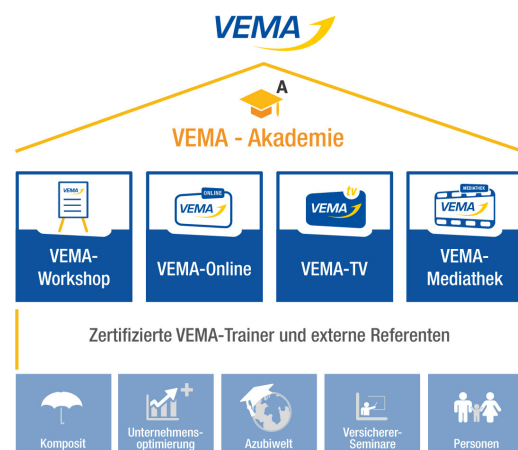 VEMA
A
VEMA - Akademie
VEMA
ONLINE
VEMA
tv
VEMA
MEDIATHEK
VEMA
VEMA-
Workshop
VEMA-Online
VEMA-TV
VEMA-
Mediathek
Zertifizierte VEMA-Trainer und externe Referenten
Komposit
Unternehmens-
optimierung
Azubiwelt
Versicherer-
Seminare
Personen